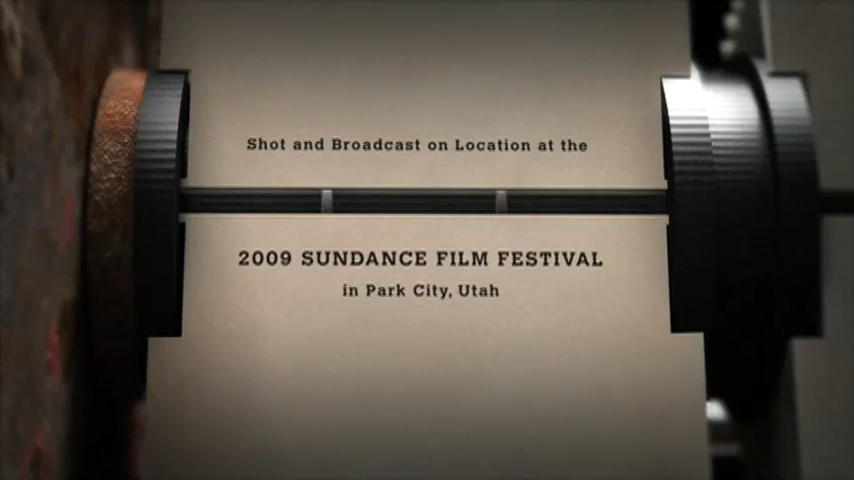 Shot and Broadcast on Location at the
2009 SUNDANCE FILM FESTIVAL
in Park City, Utah